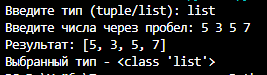 Введите тип (tuple/list): list
Введите числа через пробел: 5 3 5 7
Результат: [5, 3, 5, 7]
Выбранный тип - <class 'list'>